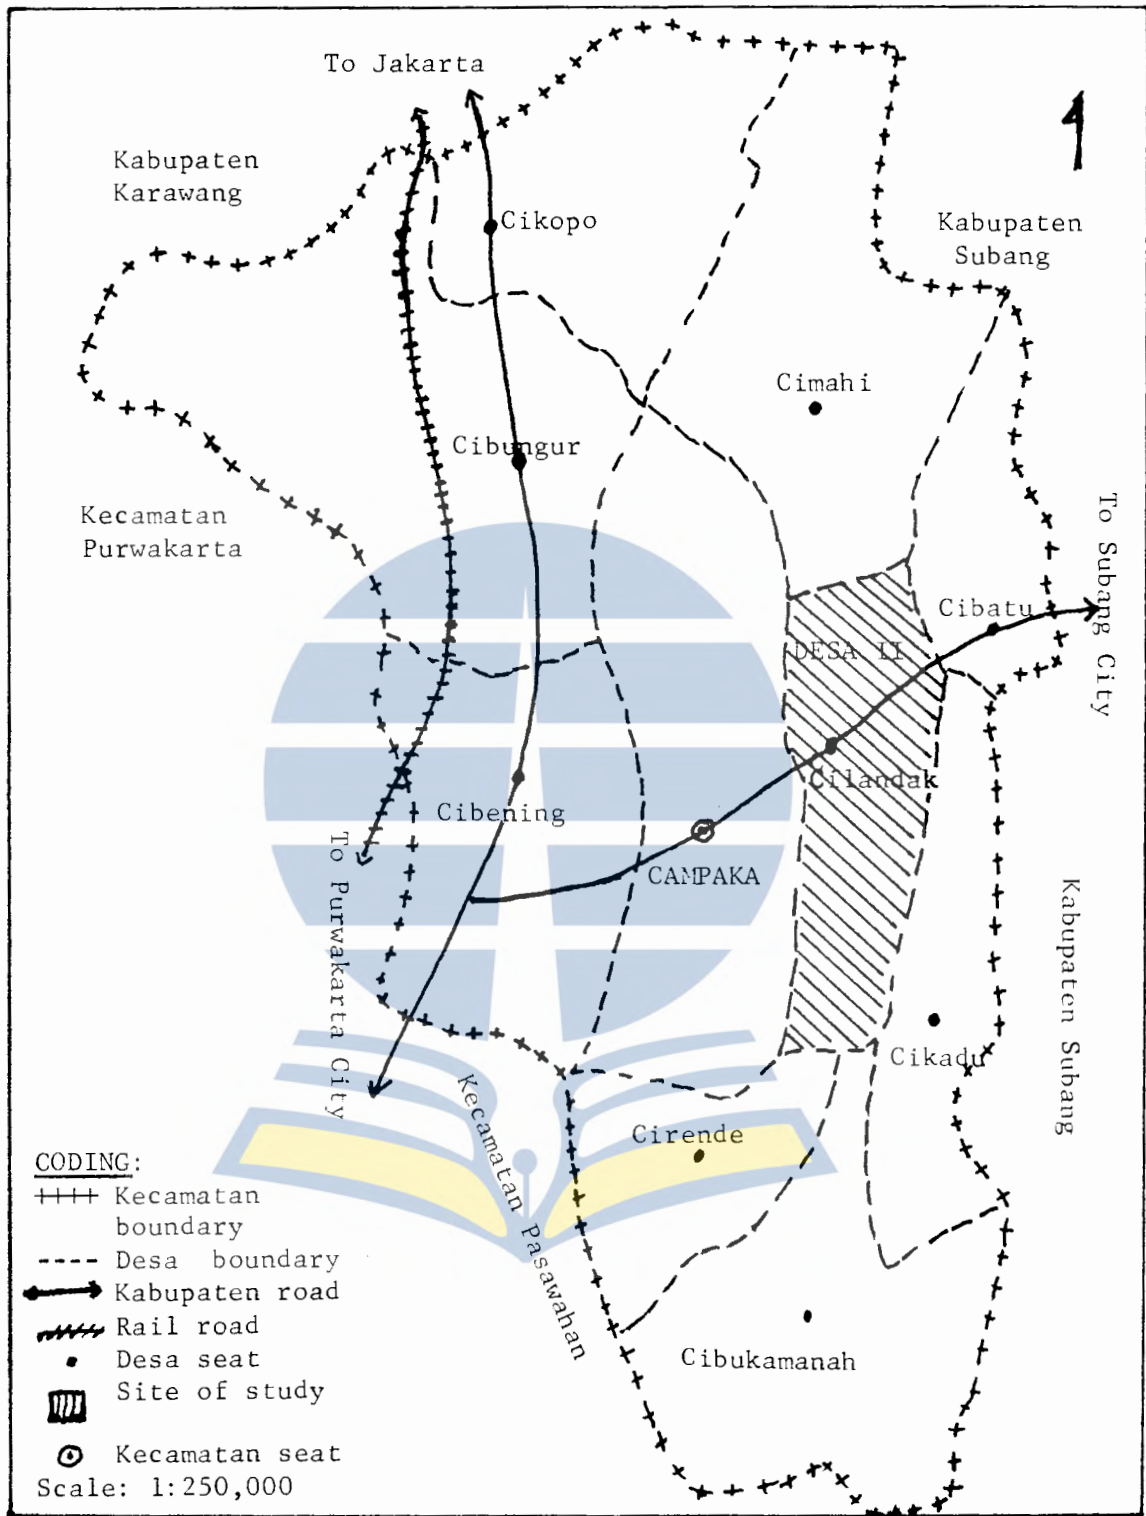 To Jakarta
Kabupaten
Karawang
Cikopo
Kabupaten
Subang
Cimahi
Cibungur
Kecamatan
Purwakarta
To Subang City
Cibatu
DESA II
Cilandak
Cibening
CAMPAKA
To Purwakarta City
Kabupaten Subang
Cikadu
Kecamatan Pasawahan
Cirende
Cibukamanah
CODING:
Kecamatan
boundary
Desa boundary
Kabupaten road
Rail road
Desa seat
Site of study
Kecamatan seat
Scale: 1:250,000